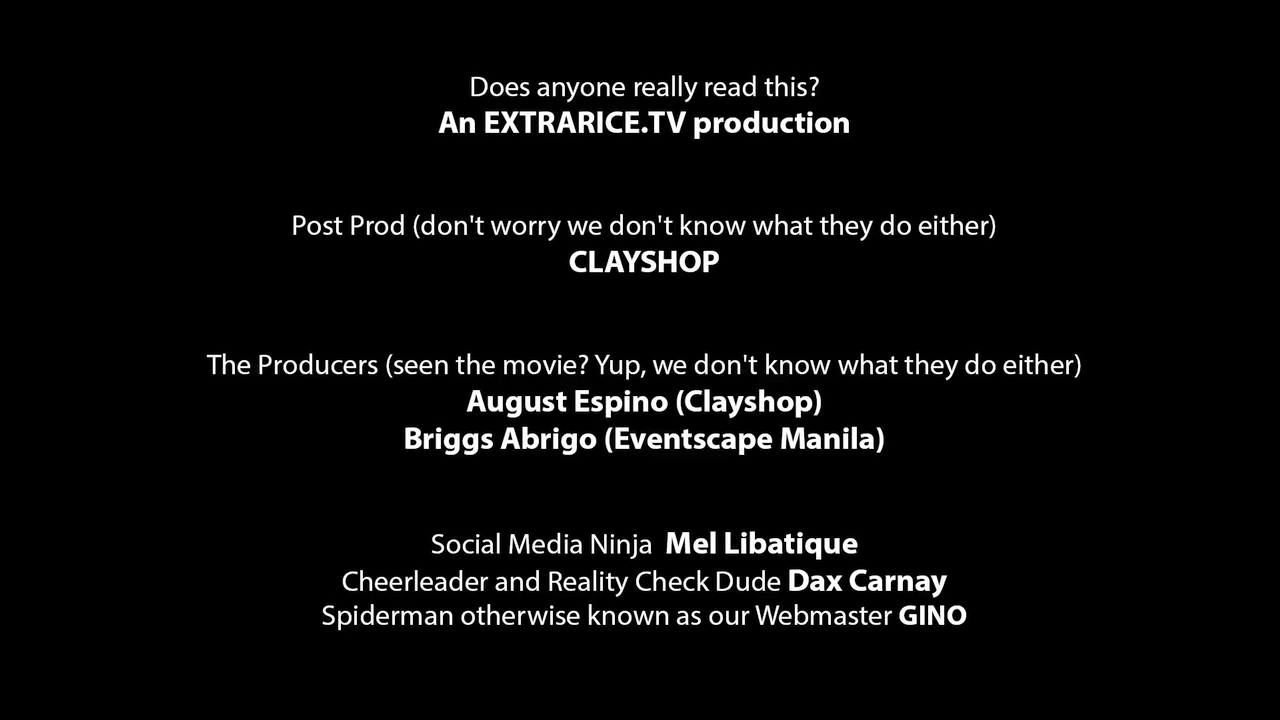 Does anyone really read this?
An EXTRARICE.TV production
Post Prod (don't worry we don't know what they do either)
CLAYSHOP
The Producers (seen the movie? Yup, we don't know what they do either)
August Espino (Clayshop)
Briggs Abrigo (Eventscape Manila)
Social Media Ninja Mel Libatique
Cheerleader and Reality Check Dude Dax Carnay
Spiderman otherwise known as our Webmaster GINO